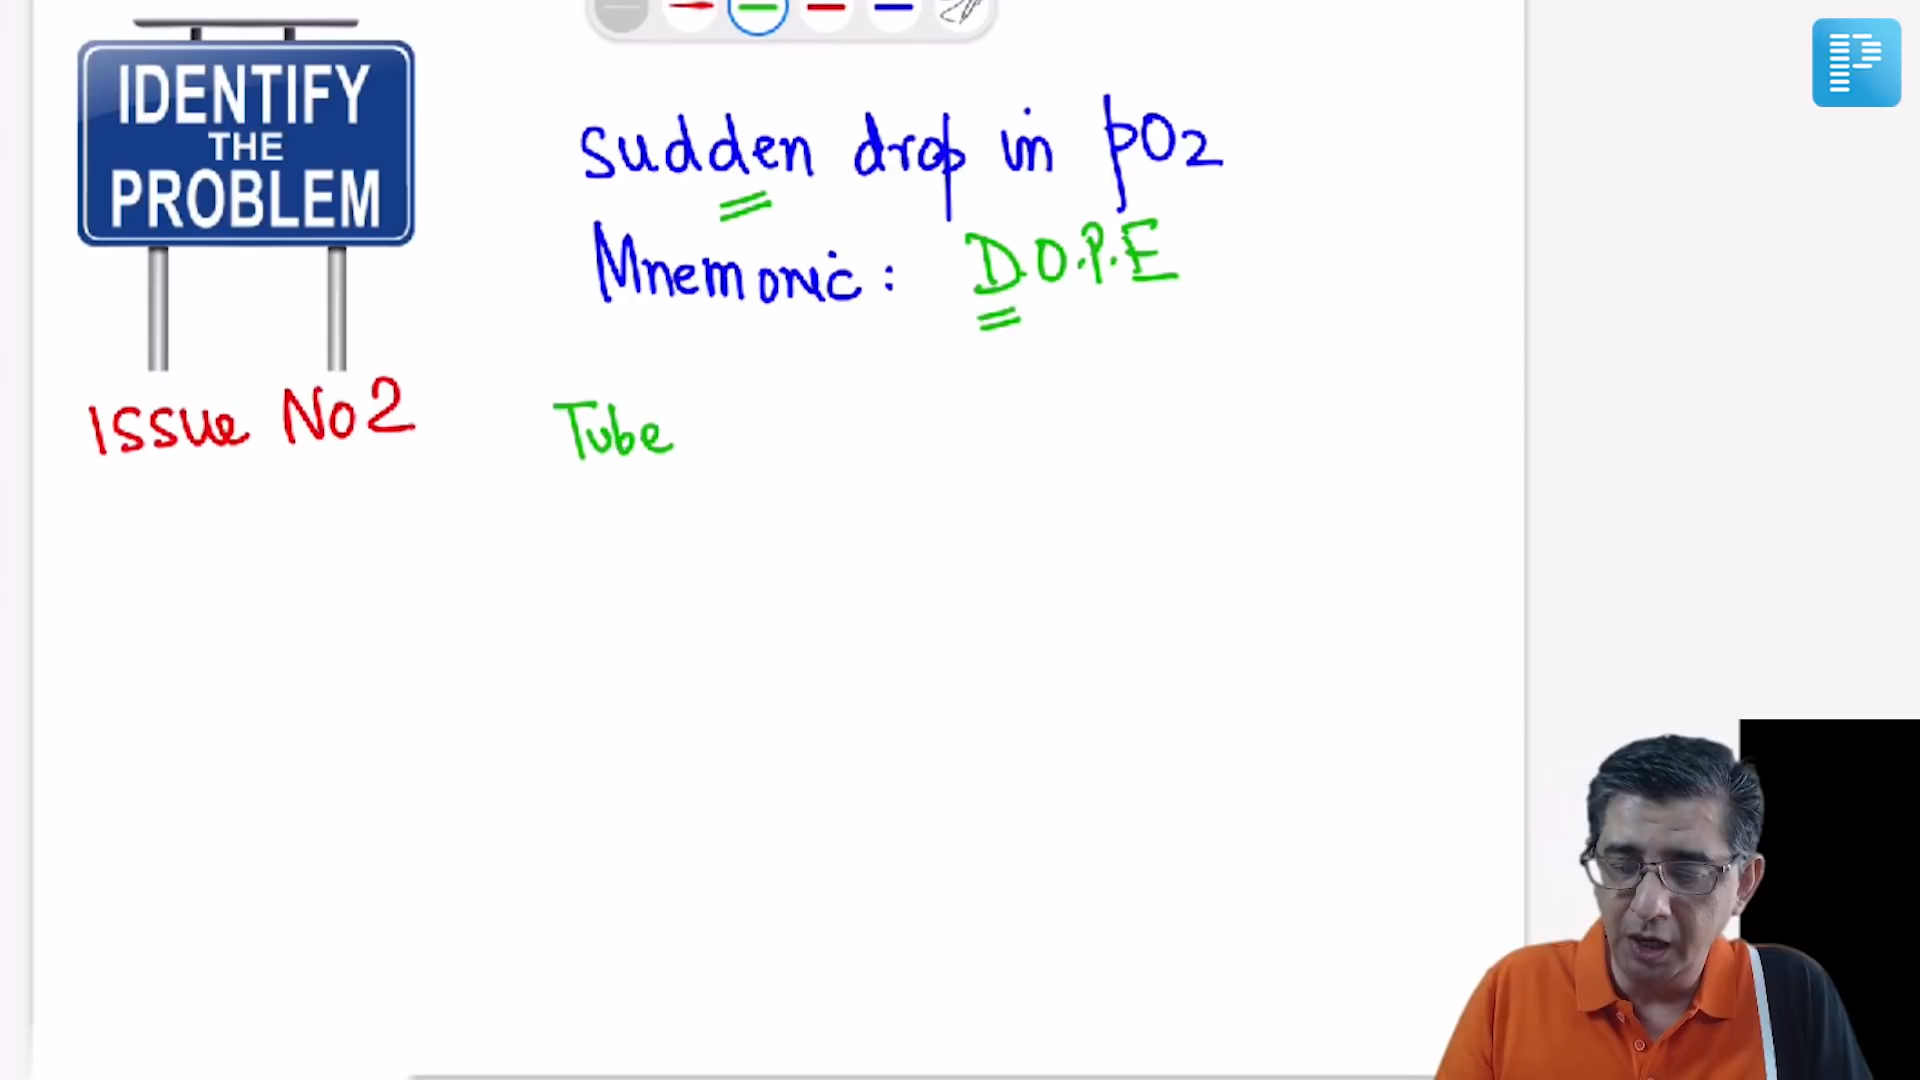 IDENTIFY
THE
PROBLEM
sudden drop in pO2
Mnemonic: D.O.P.E
Issue No 2
Tube